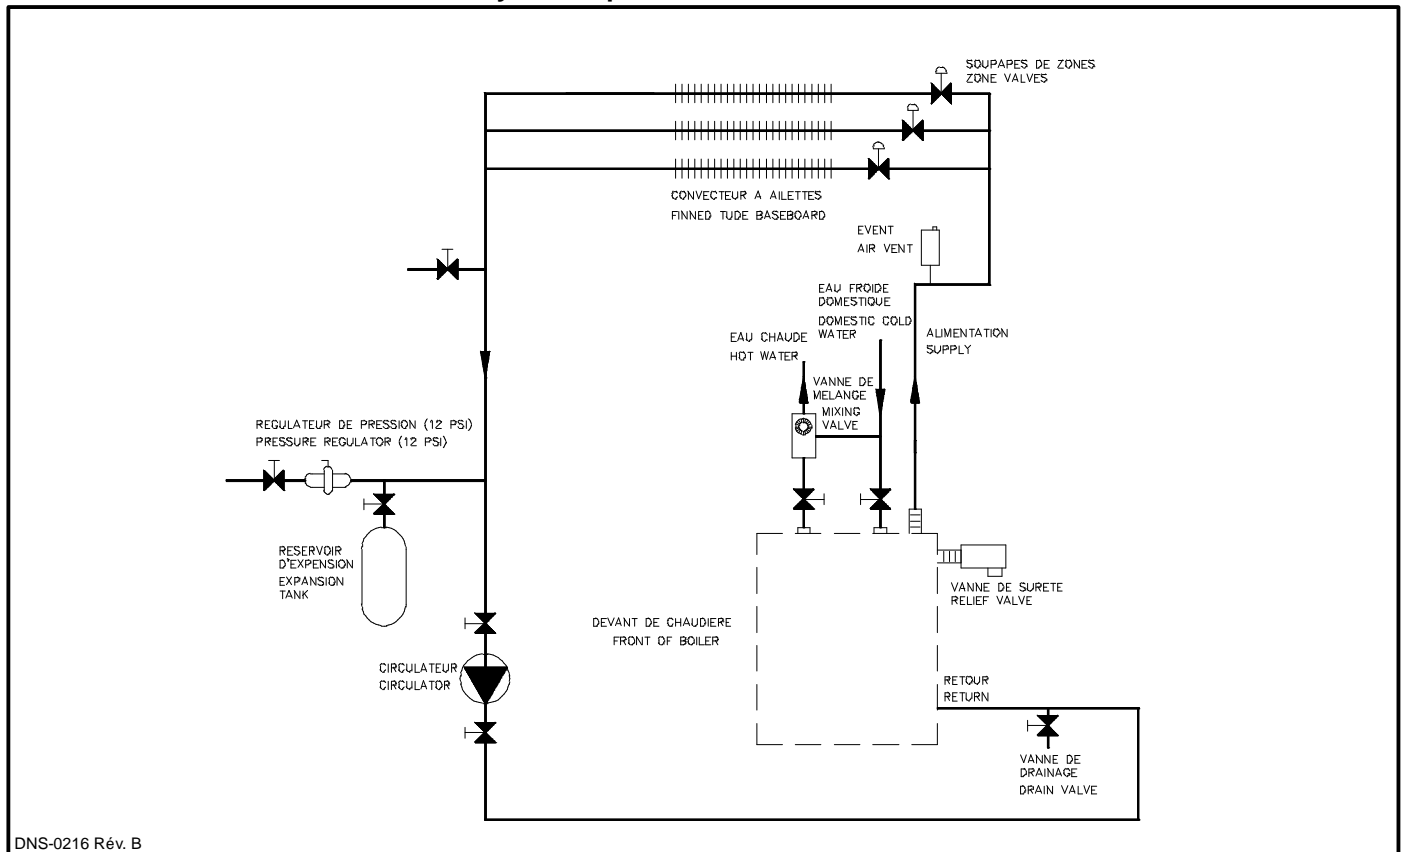 SOUPAPES DE ZONES
ZONE VALVES
CONVECTEUR A AILETTES
FINNED TUDE BASEBOARD
EVENT
AIR VENT
EAU FROIDE
DOMESTIQUE
DOMESTIC COLD
WATER
ALIMENTATION
SUPPLY
EAU CHAUDE
HOT WATER
VANNE DE
MELANGE
MIXING
VALVE
REGULATEUR DE PRESSION (12 PSI)
PRESSURE REGULATOR (12 PSI)
RESERVOIR
D'EXPENSION
EXPANSION
TANK
VANNE DE SURETE
RELIEF VALVE
DEVANT DE CHAUDIERE
FRONT OF BOILER
CIRCULATEUR
CIRCULATOR
RETOUR
RETURN
VANNE DE
DRAINAGE
DRAIN VALVE
DNS-0216 Rév. B